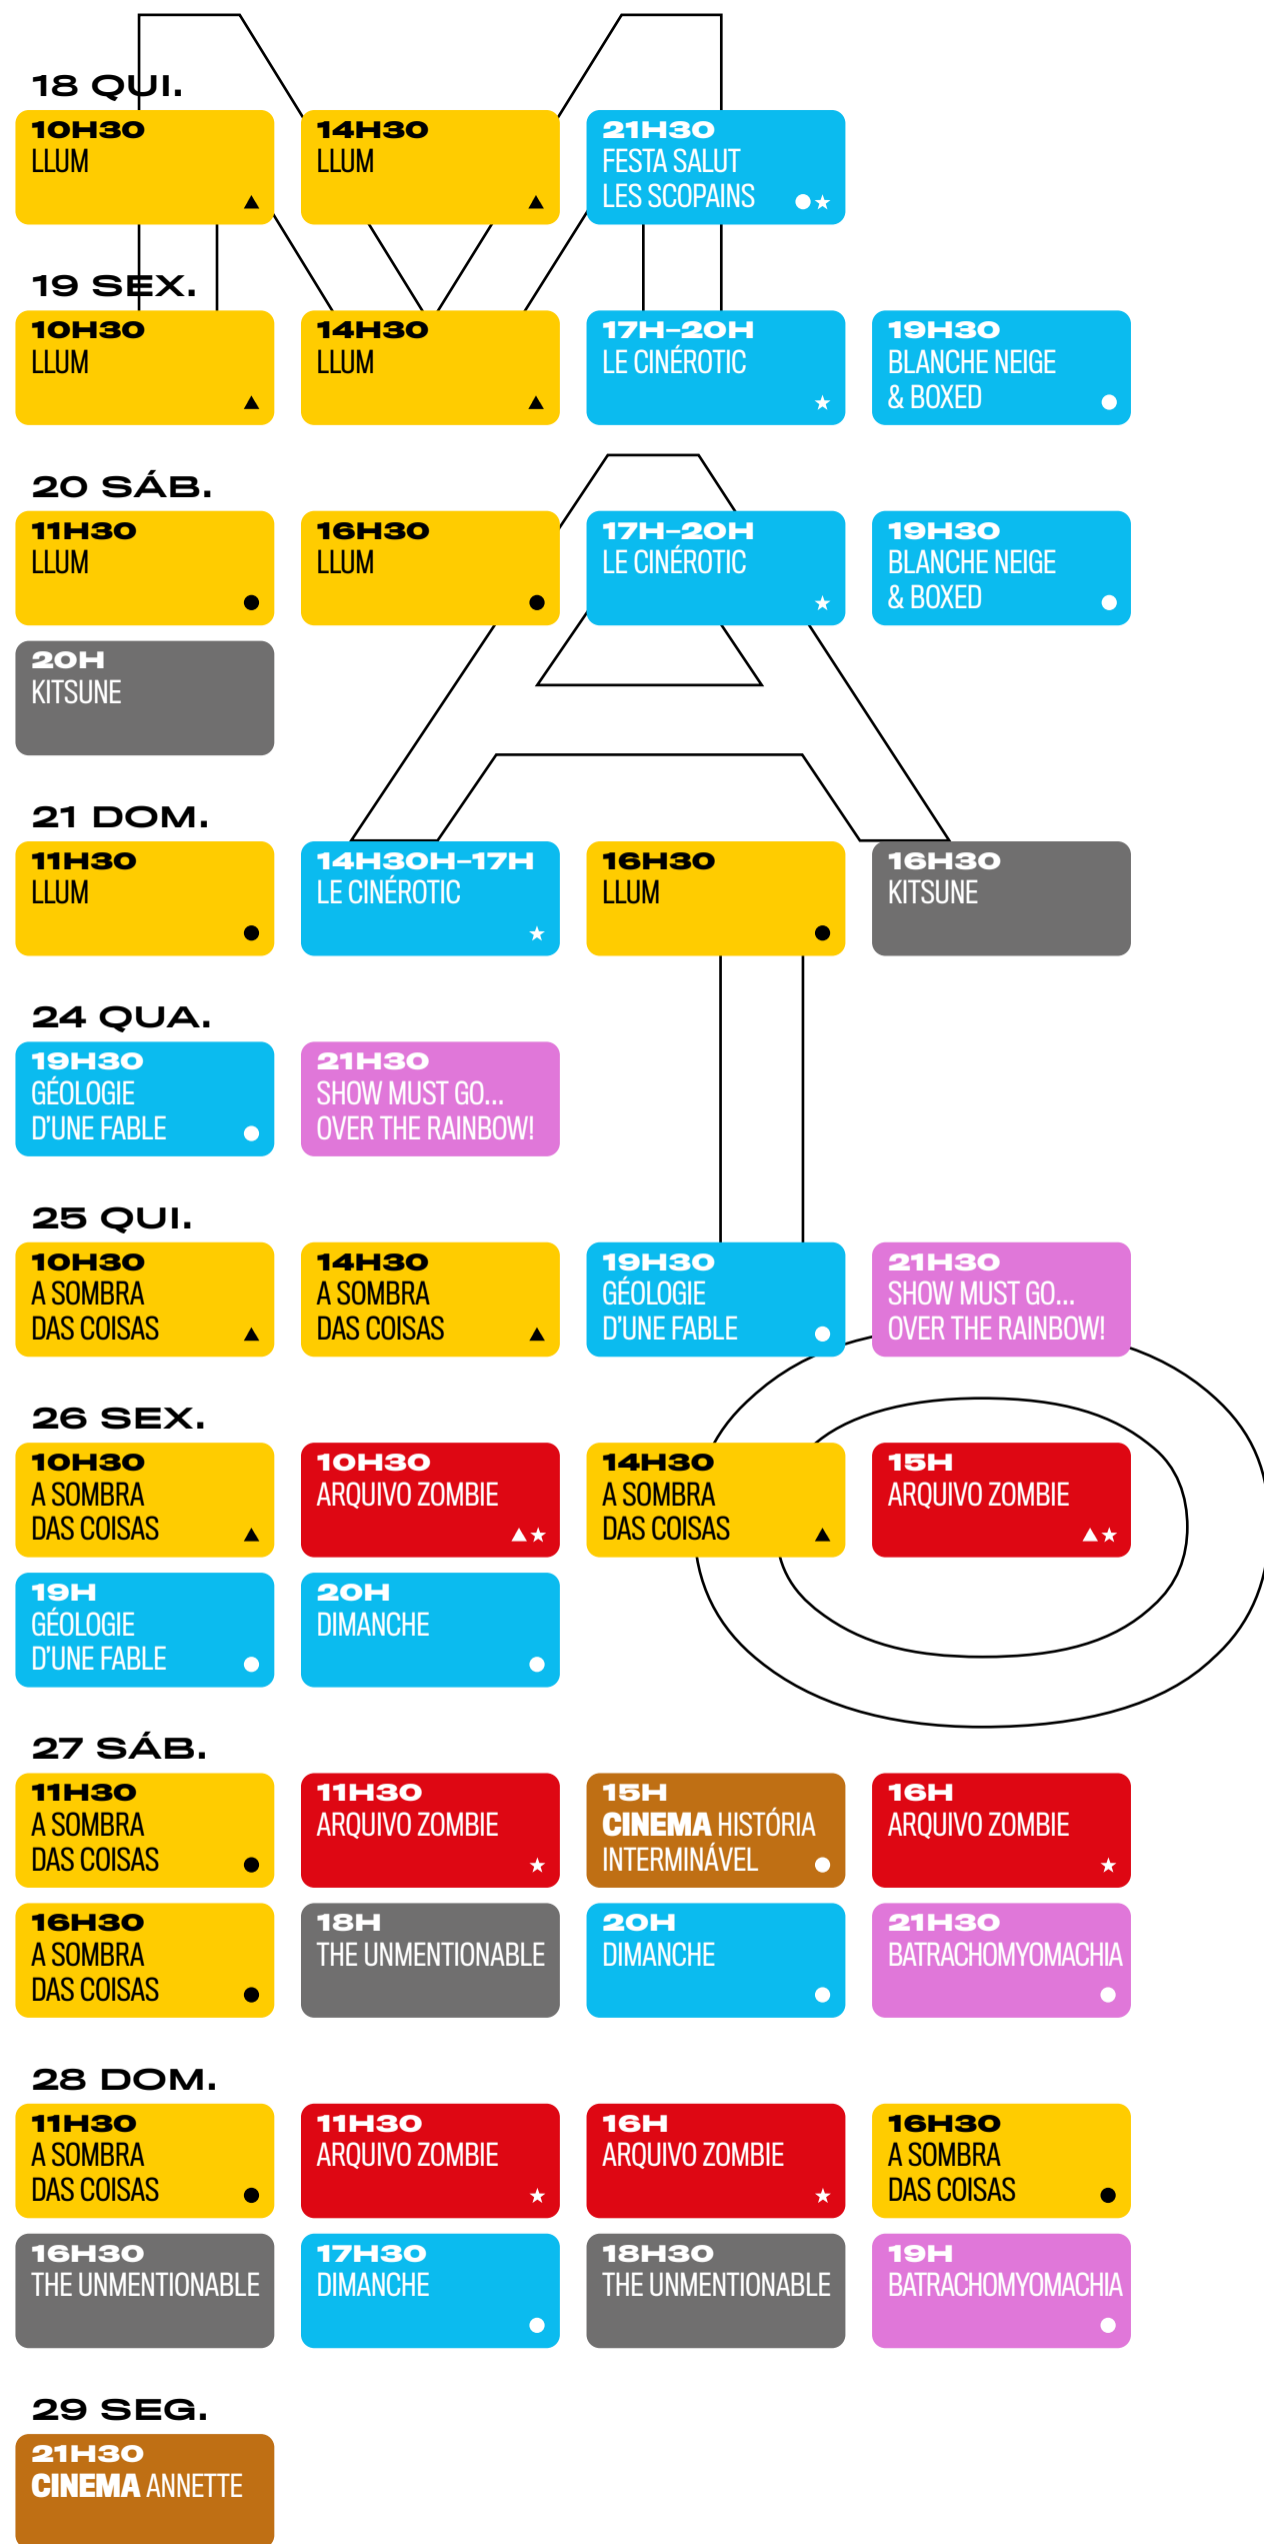 18 QUI.
10H30
LLUM
14H30
LLUM
21H30
FESTA SALUT
LES SCOPAINS
19 SEX.
10H30
LLUM
14H30
LLUM
17H–20H
LE CINÉROTIC
19H30
BLANCHE NEIGE
& BOXED
20 SÁB.
11H30
LLUM
16H30
LLUM
17H–20H
LE CINÉROTIC
19H30
BLANCHE NEIGE
& BOXED
20H
KITSUNE
21 DOM.
11H30
LLUM
14H30H–17H
LE CINÉROTIC
16H30
LLUM
16H30
KITSUNE
24 QUA.
19H30
GÉOLOGIE
D'UNE FABLE
21H30
SHOW MUST GO...
OVER THE RAINBOW!
25 QUI.
10H30
A SOMBRA
DAS COISAS
14H30
A SOMBRA
DAS COISAS
19H30
GÉOLOGIE
D'UNE FABLE
21H30
SHOW MUST GO...
OVER THE RAINBOW!
26 SEX.
10H30
A SOMBRA
DAS COISAS
10H30
ARQUIVO ZOMBIE
14H30
A SOMBRA
DAS COISAS
15H
ARQUIVO ZOMBIE
19H
GÉOLOGIE
D'UNE FABLE
20H
DIMANCHE
27 SÁB.
11H30
A SOMBRA
DAS COISAS
11H30
ARQUIVO ZOMBIE
15H
CINEMA HISTÓRIA
INTERMINÁVEL
16H
ARQUIVO ZOMBIE
16H30
A SOMBRA
DAS COISAS
18H
THE UNMENTIONABLE
20H
DIMANCHE
21H30
BATRACHOMYOMACHIA
28 DOM.
11H30
A SOMBRA
DAS COISAS
11H30
ARQUIVO ZOMBIE
16H
ARQUIVO ZOMBIE
16H30
A SOMBRA
DAS COISAS
16H30
THE UNMENTIONABLE
17H30
DIMANCHE
18H30
THE UNMENTIONABLE
19H
BATRACHOMYOMACHIA
29 SEG.
21H30
CINEMA ANNETTE
MAIO